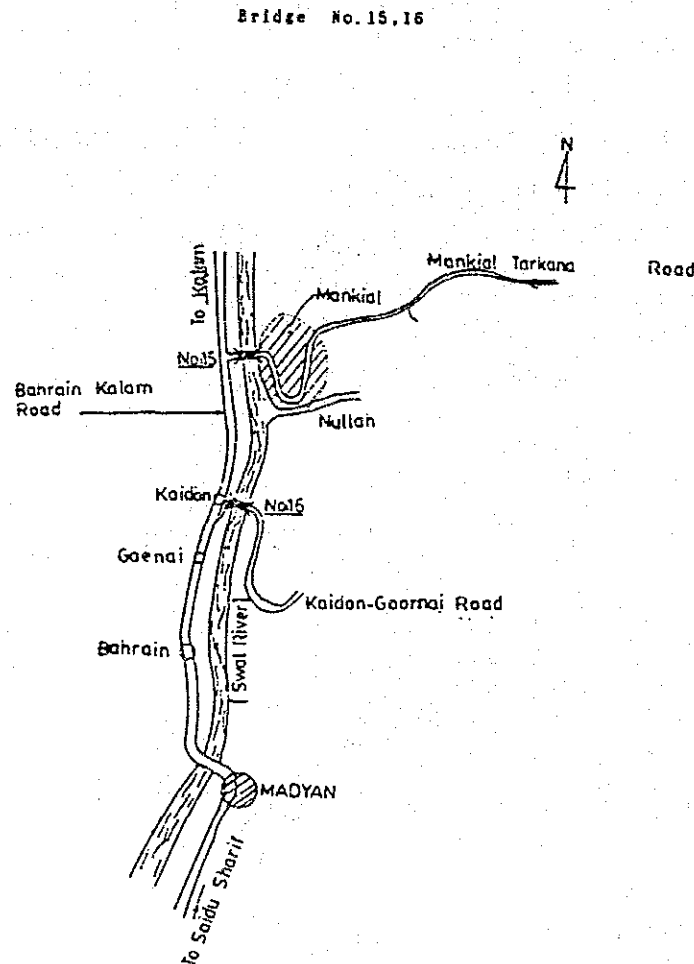 Bridge No.15,16
N
Mankial Tarkana Road
To Kalam
Mankial
No.15
Bahrain Kalam
Road
Nullah
Kaidon
No.16
Gaenai
Kaidon-Goornai Road
Swat River
Bahrain
MADYAN
To Saidu Sharif